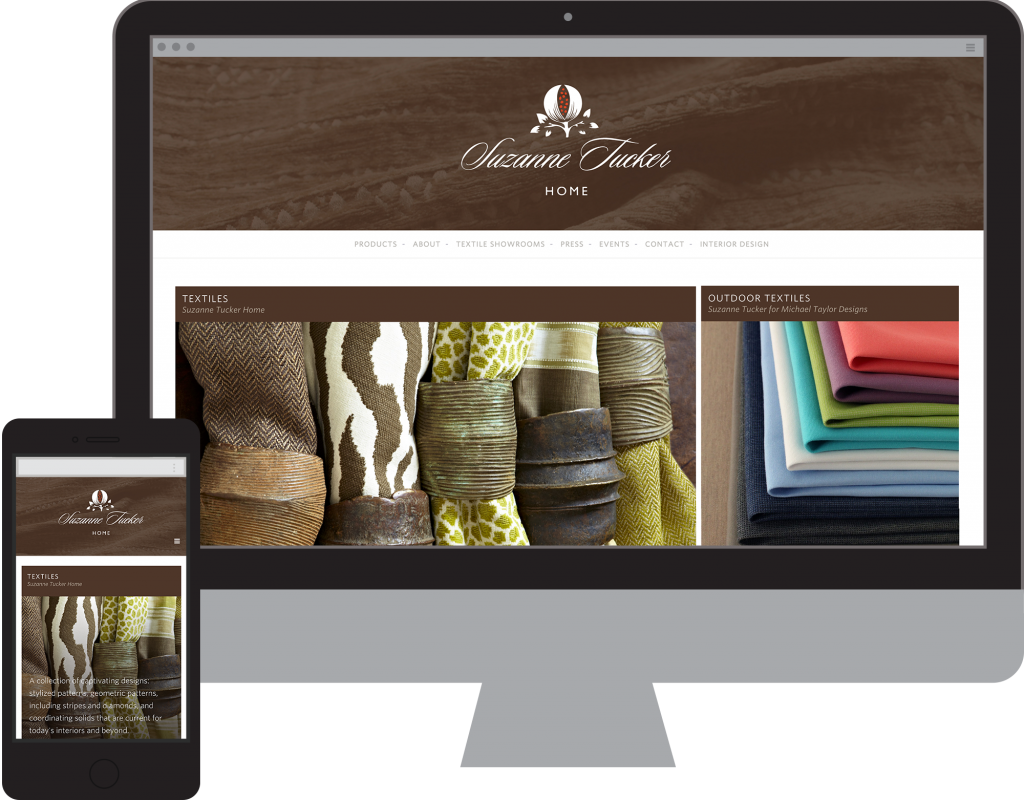 Suzanne Tucker
HOME
PRODUCTS - ABOUT - TEXTILE SHOWROOMS - PRESS - EVENTS - CONTACT - INTERIOR DESIGN
TEXTILES
Suzanne Tucker Home
OUTDOOR TEXTILES
Suzanne Tucker for Michael Taylor Designs
Suzanne Tucker
HOME
TEXTILES
Suzanne Tucker Home
A collection of captivating designs:
stylized patterns, geometric patterns,
including stripes and diamonds, and
coordinating solids that are current for
today's interiors and beyond.